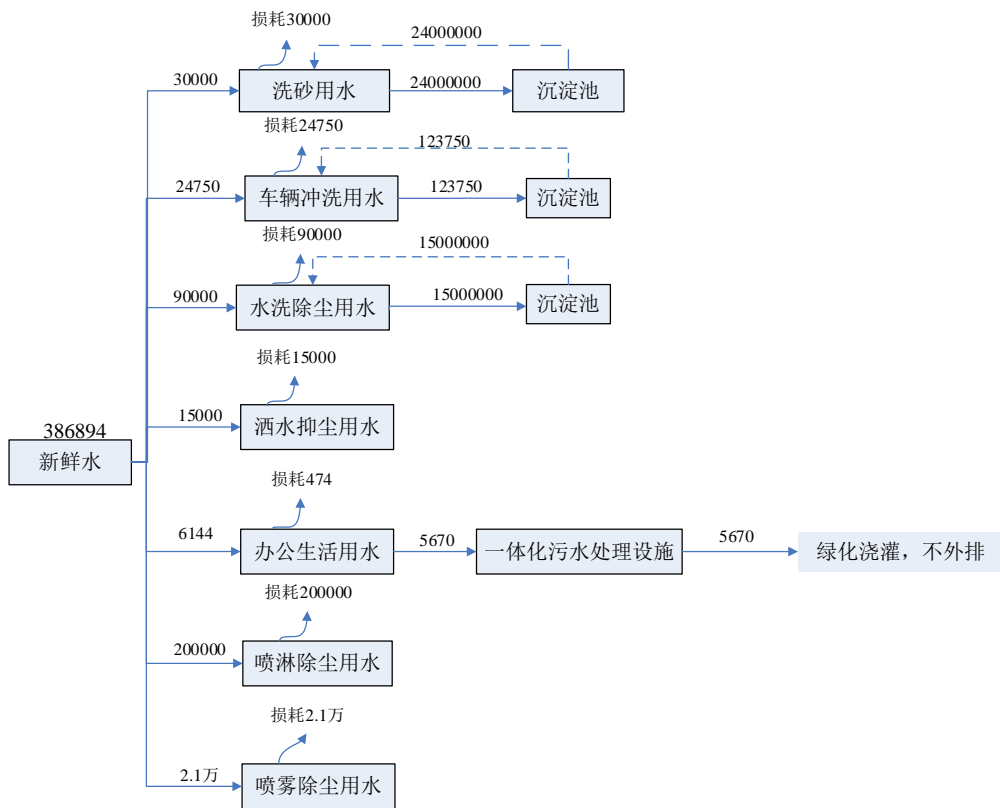 损耗30000
24000000
30000
洗砂用水
24000000
沉淀池
损耗24750
123750
24750
车辆冲洗用水
123750
沉淀池
损耗90000
15000000
90000
水洗除尘用水
15000000
沉淀池
损耗15000
15000
洒水抑尘用水
386894
新鲜水
损耗474
6144
办公生活用水
5670
一体化污水处理设施
5670
绿化浇灌，不外排
损耗200000
200000
喷淋除尘用水
损耗2.1万
2.1万
喷雾除尘用水